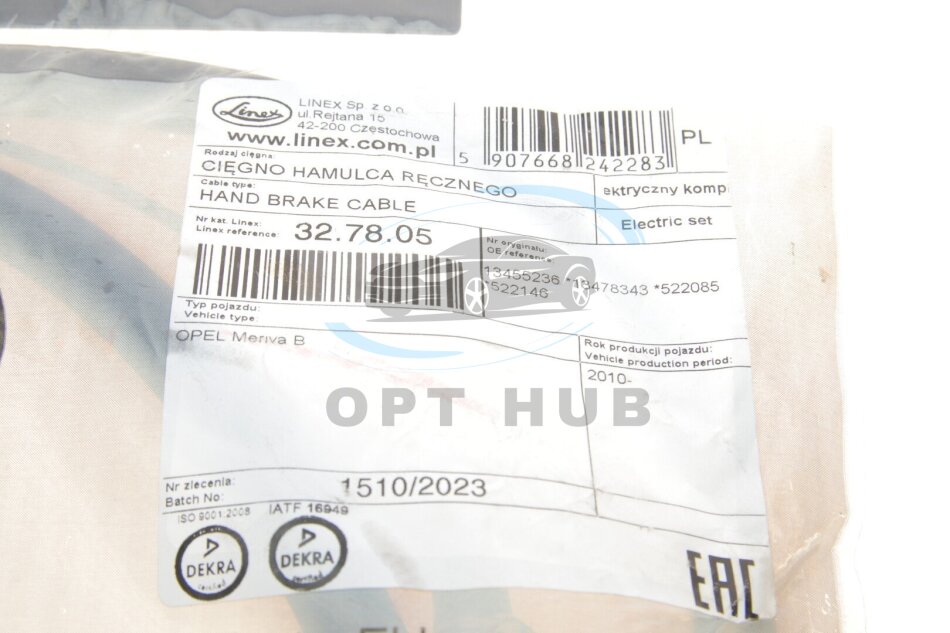 Linex
LINEX Sp. z o.o.
ul.Rejtana 15
42-200 Częstochowa
www.linex.com.pl
5 907668 242283
PL
Rodzaj cięgna:
CIĘGNO HAMULCA RĘCZNEGO
ektryczny komp
Cable type:
HAND BRAKE CABLE
Electric set
Nr kat. Linex:
Linex reference:
32.78.05
Nr oryginału:
OE reference:
13455236 *13478343 *522085
*522146
Typ pojazdu:
Vehicle type:
OPEL Meriva B
Rok produkcji pojazdu:
Vehicle production period:
2010-
OPT HUB
Nr zlecenia:
Batch No:
1510/2023
ISO 9001:2008
IATF 16949
DEKRA
certified
DEKRA
certified
EAC